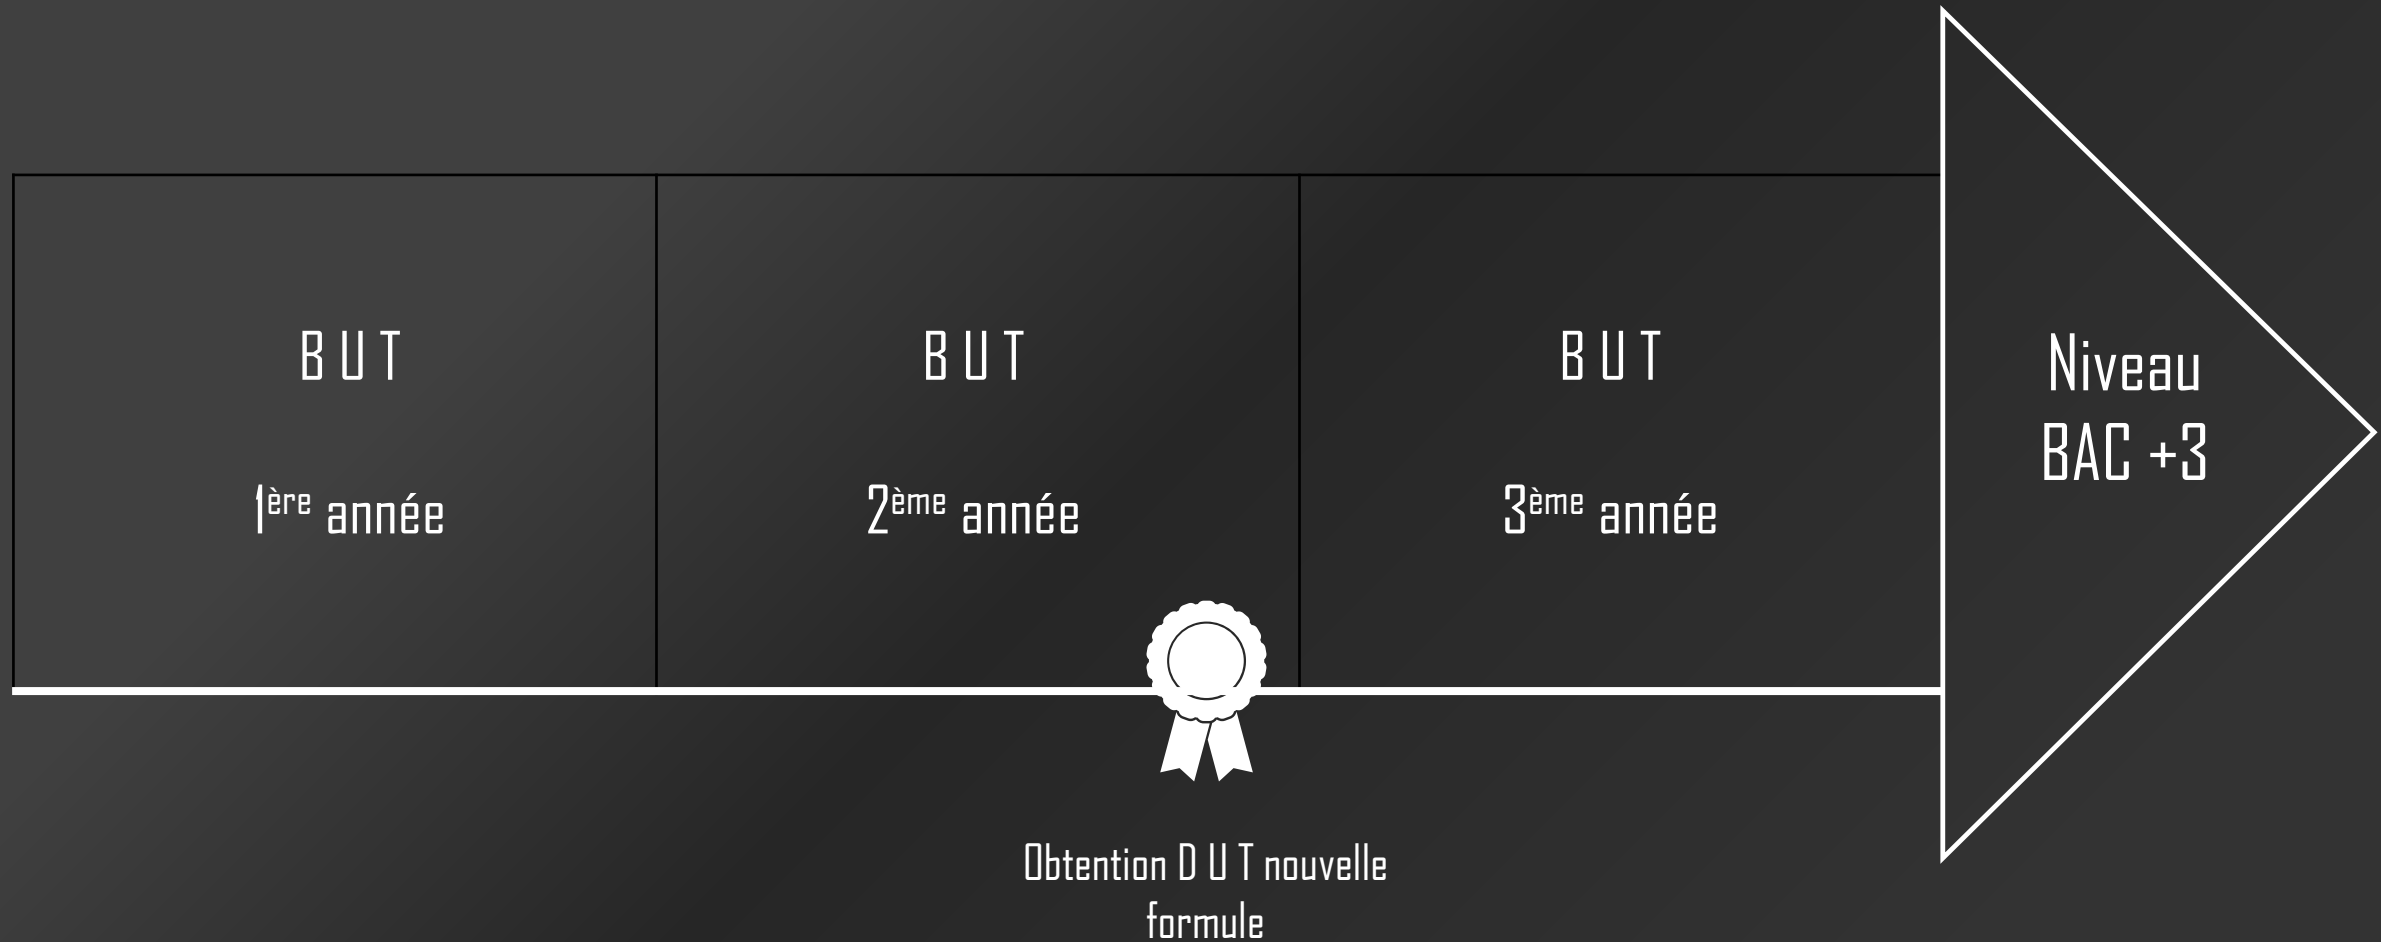 B U T
1ère année
B U T
2ème année
B U T
3ème année
Niveau
BAC +3
Obtention D U T nouvelle
formule